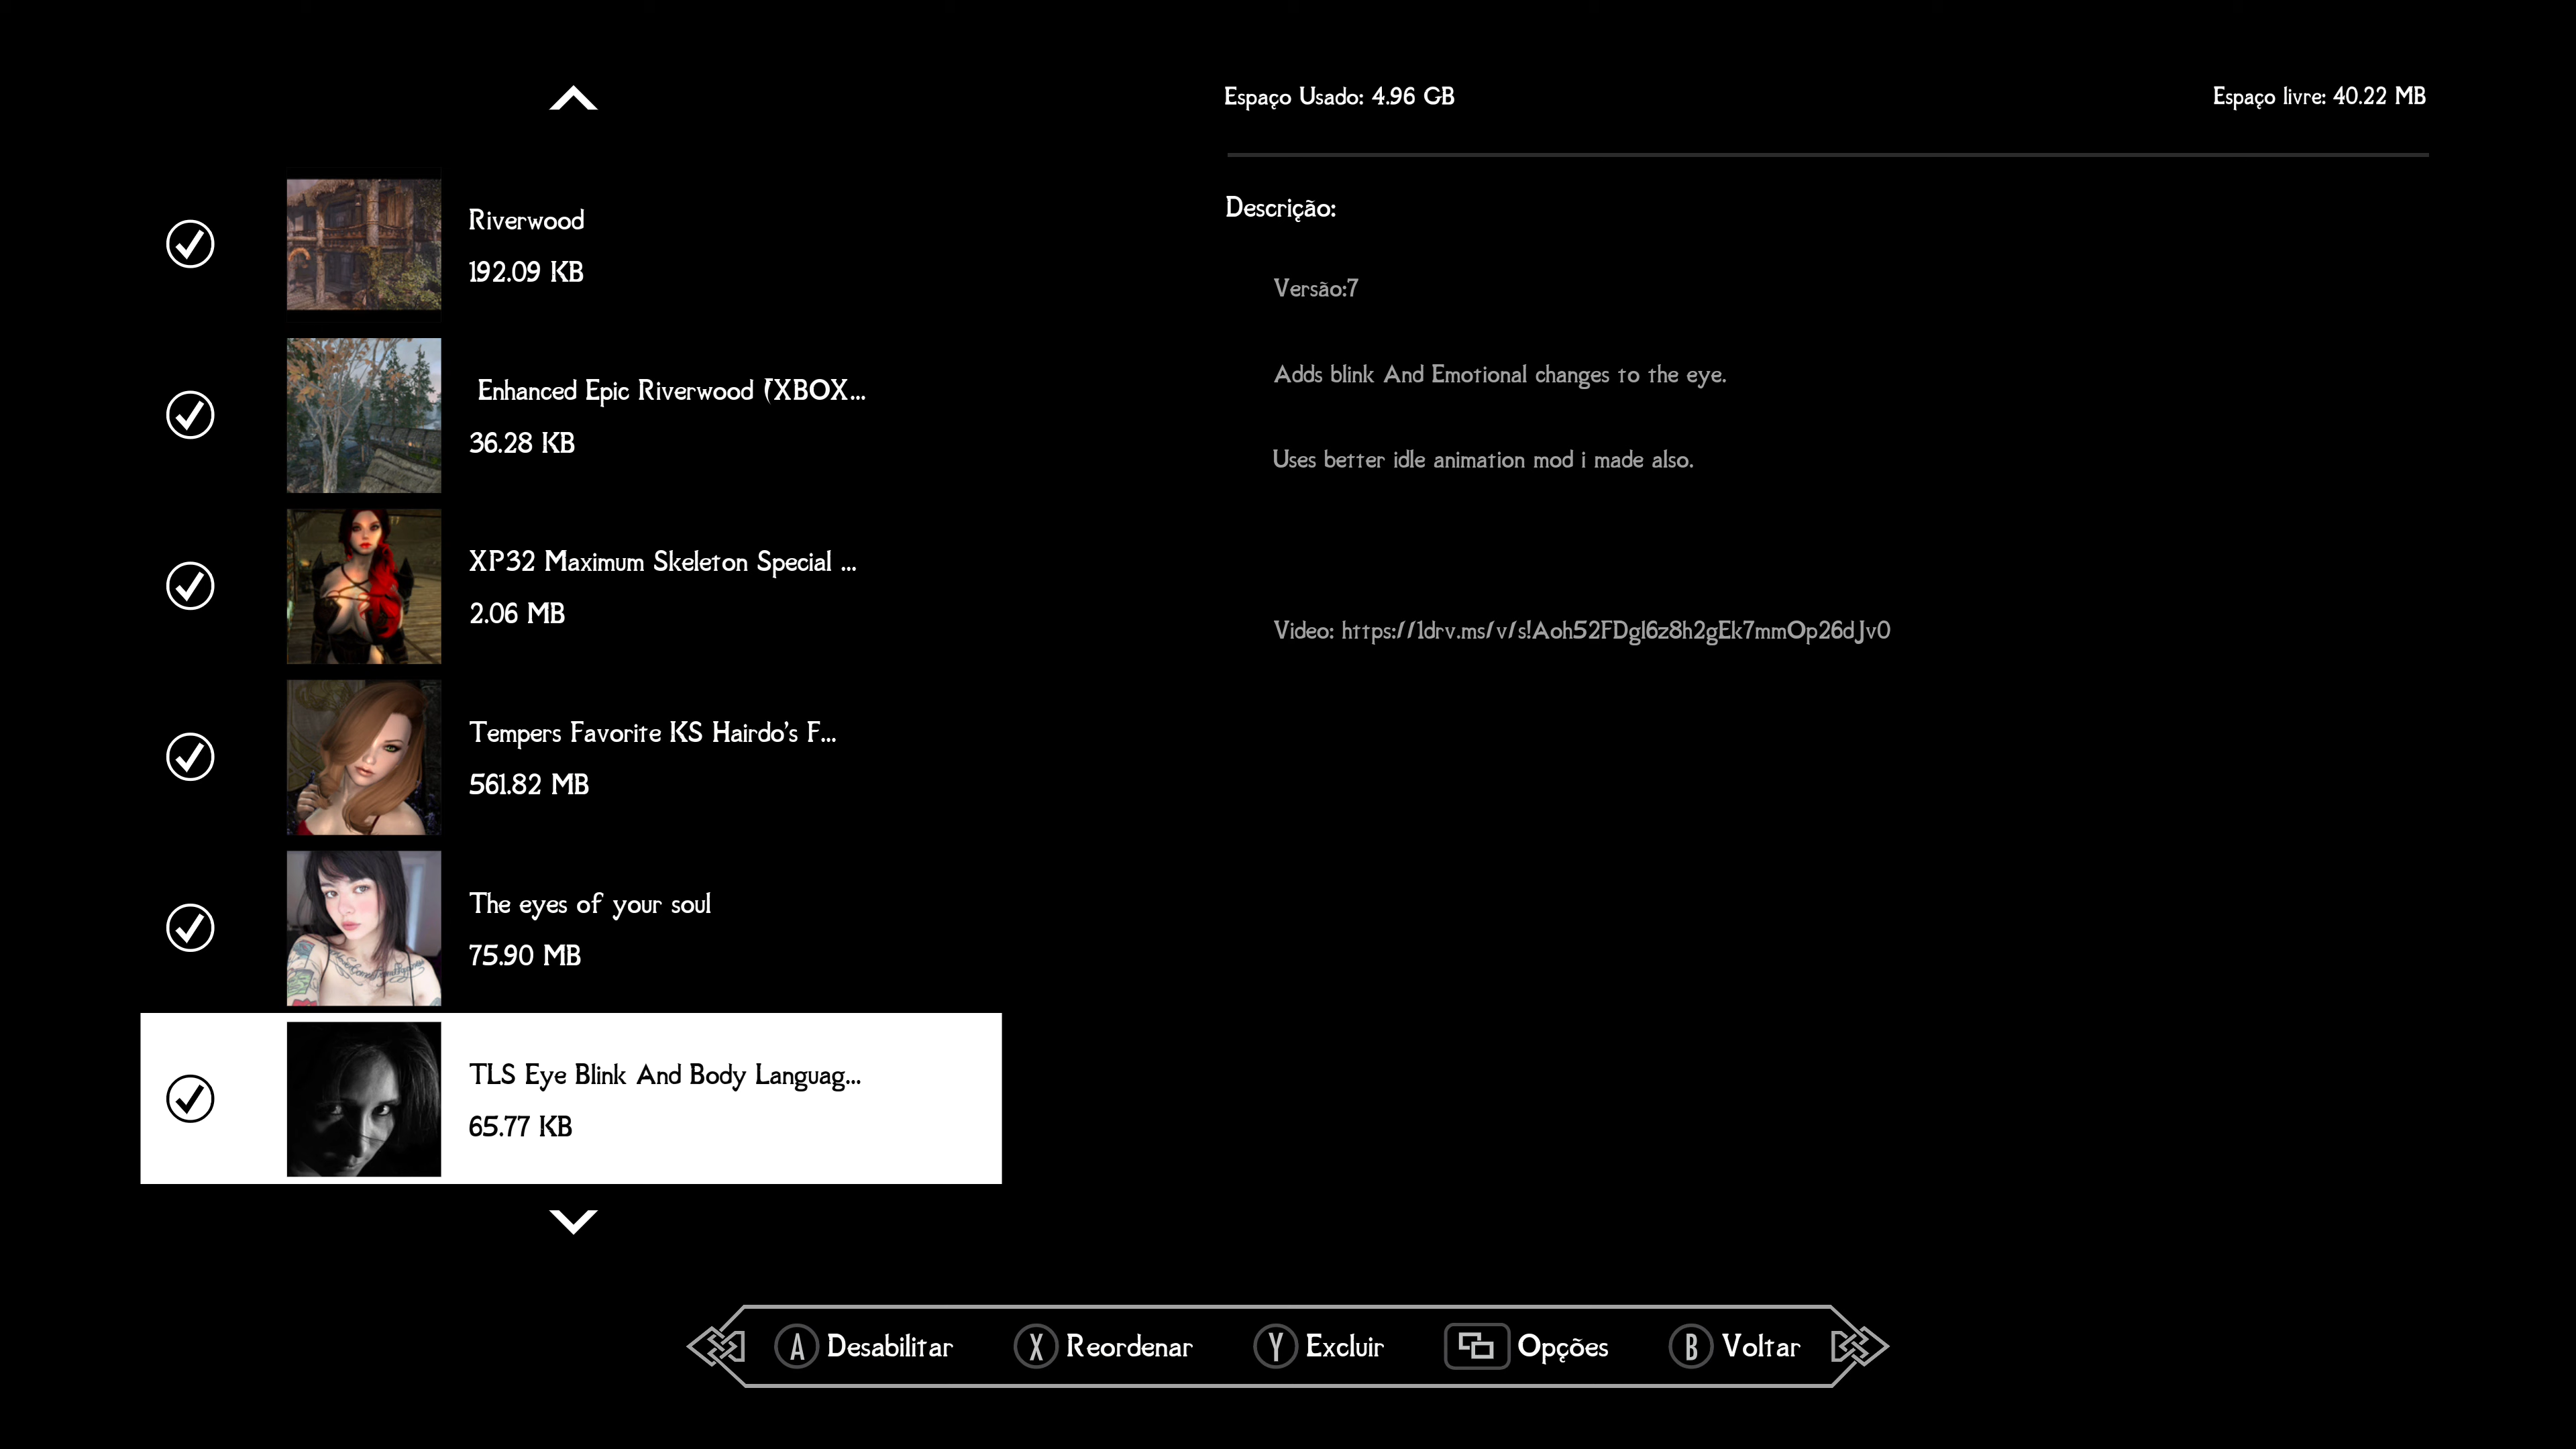 Espaço Usado: 4.96 GB
Espaço livre: 40.22 MB
Riverwood
192.09 KB
Enhanced Epic Riverwood (XBOX...
36.28 KB
XP32 Maximum Skeleton Special ...
2.06 MB
Tempers Favorite KS Hairdo's F...
561.82 MB
The eyes of your soul
75.90 MB
TLS Eye Blink And Body Languag...
65.77 KB
Descrição:
Versão:7
Adds blink And Emotional changes to the eye.
Uses better idle animation mod i made also.
Video: https://1drv.ms/v/s!Aoh52FDgl6z8h2gEk7mmOp26dJv0
A Desabilitar
X Reordenar
Y Excluir
Opções
B Voltar